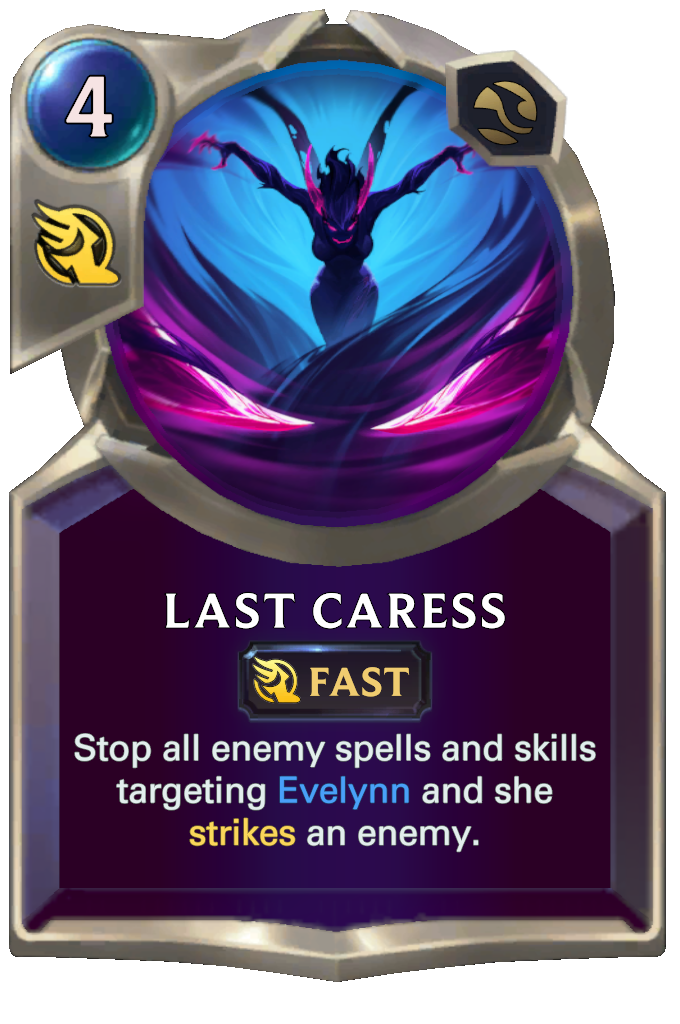 4
LAST CARESS
FAST
Stop all enemy spells and skills
targeting Evelynn and she
strikes an enemy.